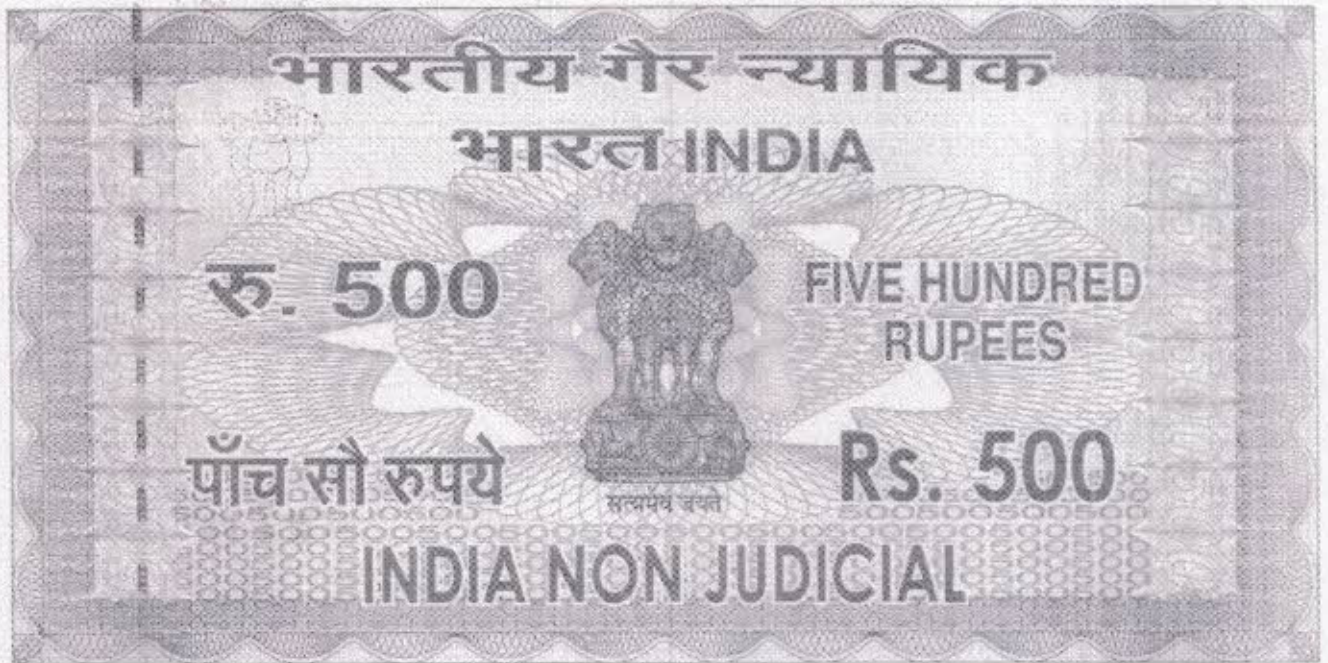 भारतीय गैर न्यायिक
भारत INDIA
रु. 500
FIVE HUNDRED
RUPEES
पाँच सौ रुपये
Rs. 500
सत्यमेव जयते
INDIA NON JUDICIAL